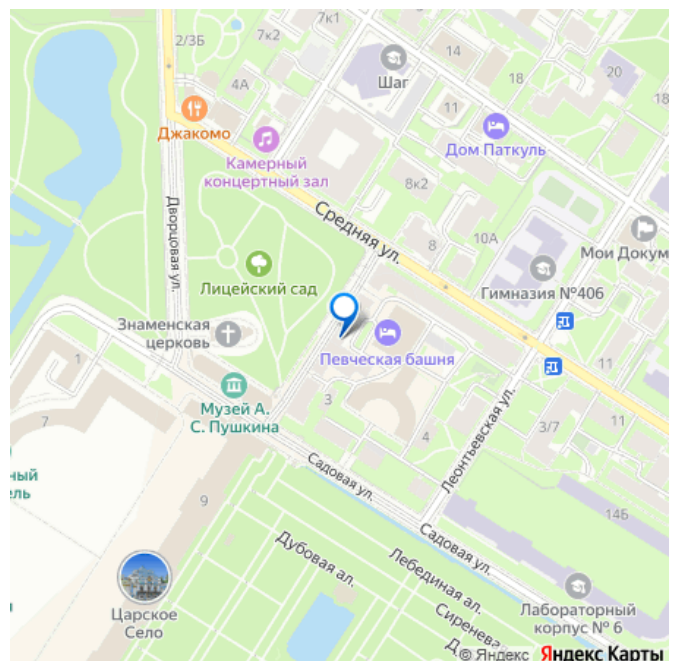 7к1
7к2
2/3Б
14
Шаг
20
18
18
4А
11
Джакомо
Дом Паткуль
Камерный
концертный зал
8к2
Дворцовая ул.
Средняя ул.
8
10А
Мои Докум
Лицейский сад
Гимназия №406
Знаменская
церковь
Певческая башня
1
11
Музей А.
С. Пушкина
3
7
4
3/7
11
Леонтьевская ул.
ный
ель
Садовая ул.
9
14Б
Садовая ул.
Дубовая ал.
Лебединая ал.
Царское
Село
Сиренева
Лабораторный
корпус № 6
Д
© Яндекс Яндекс Карты